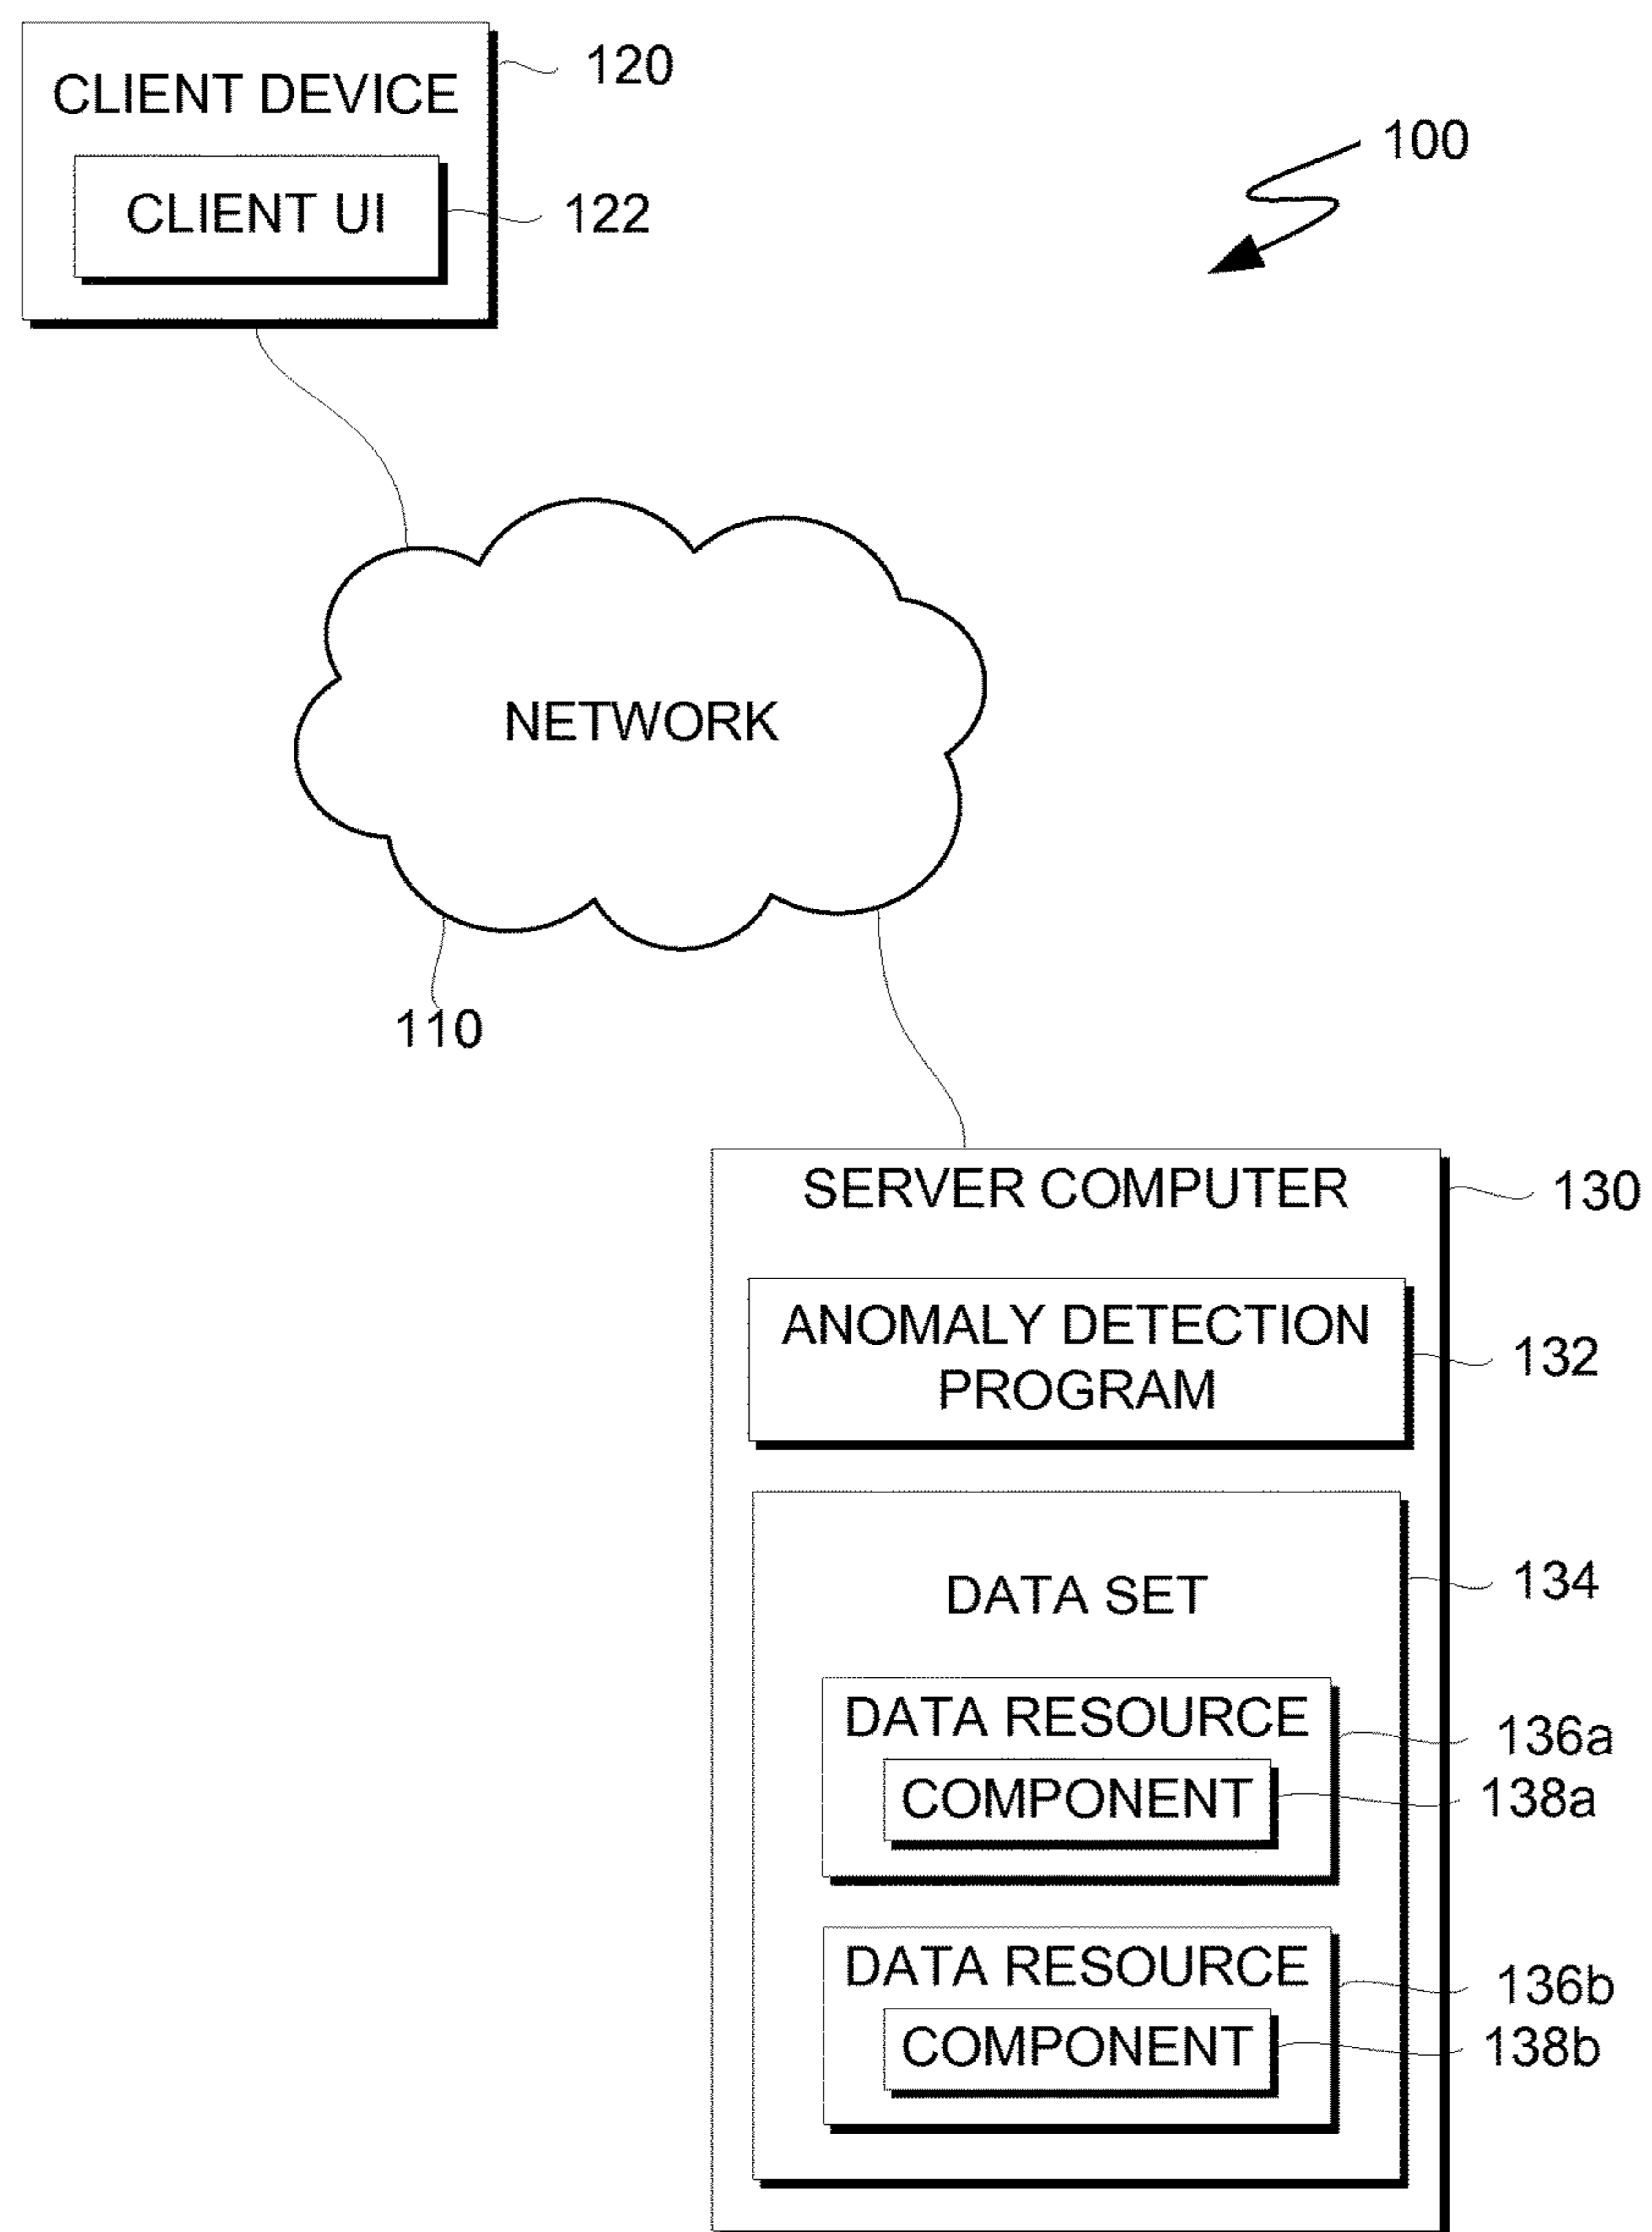 CLIENT DEVICE
120
CLIENT UI
122
100
NETWORK
110
SERVER COMPUTER
130
ANOMALY DETECTION
PROGRAM
132
DATA SET
134
DATA RESOURCE
136a
COMPONENT
138a
DATA RESOURCE
136b
COMPONENT
138b